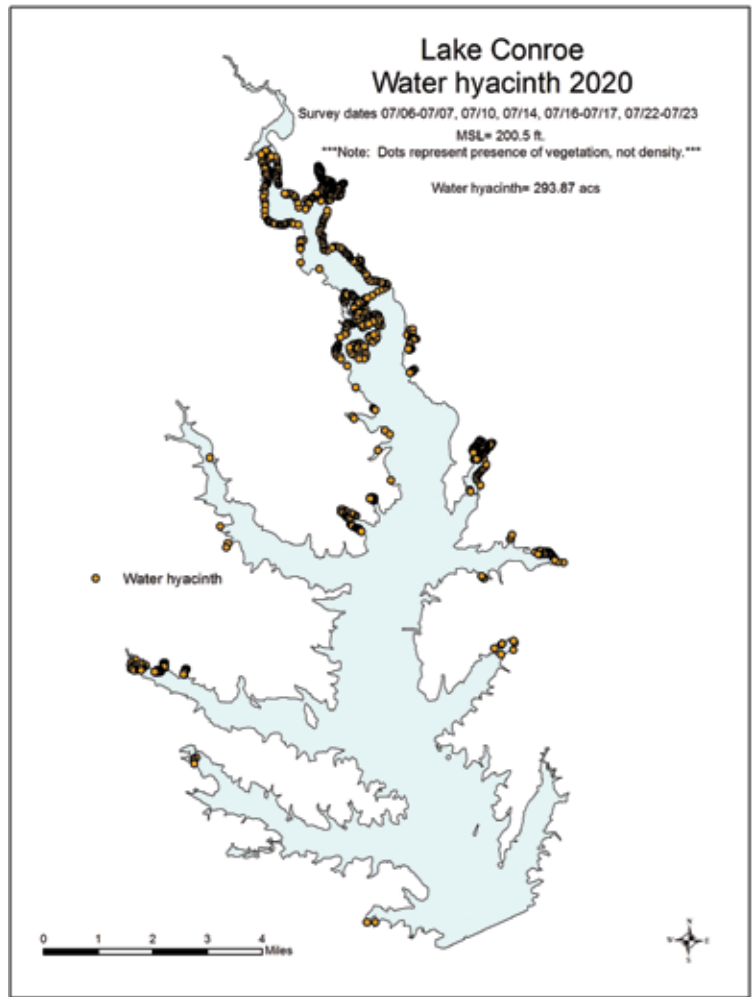 Lake Conroe
Water hyacinth 2020
Survey dates 07/06-07/07, 07/10, 07/14, 07/16-07/17, 07/22-07/23
MSL= 200.5 ft.
***Note: Dots represent presence of vegetation, not density.***
Water hyacinth= 293.87 acs
Water hyacinth
0 1 2 3 4
Miles
N
W E
S